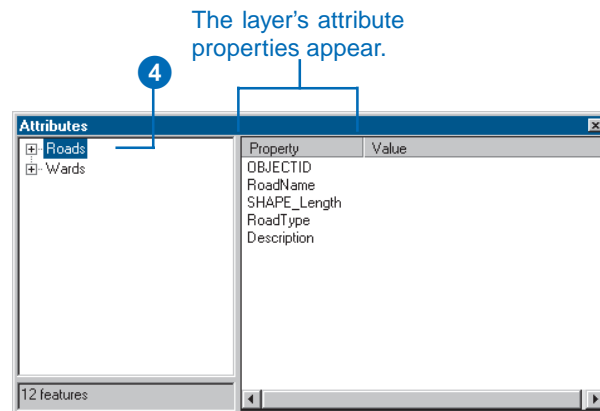 The layer's attribute
properties appear.
4
Attributes
Roads
Wards
Property Value
OBJECTID
RoadName
SHAPE_Length
RoadType
Description
12 features